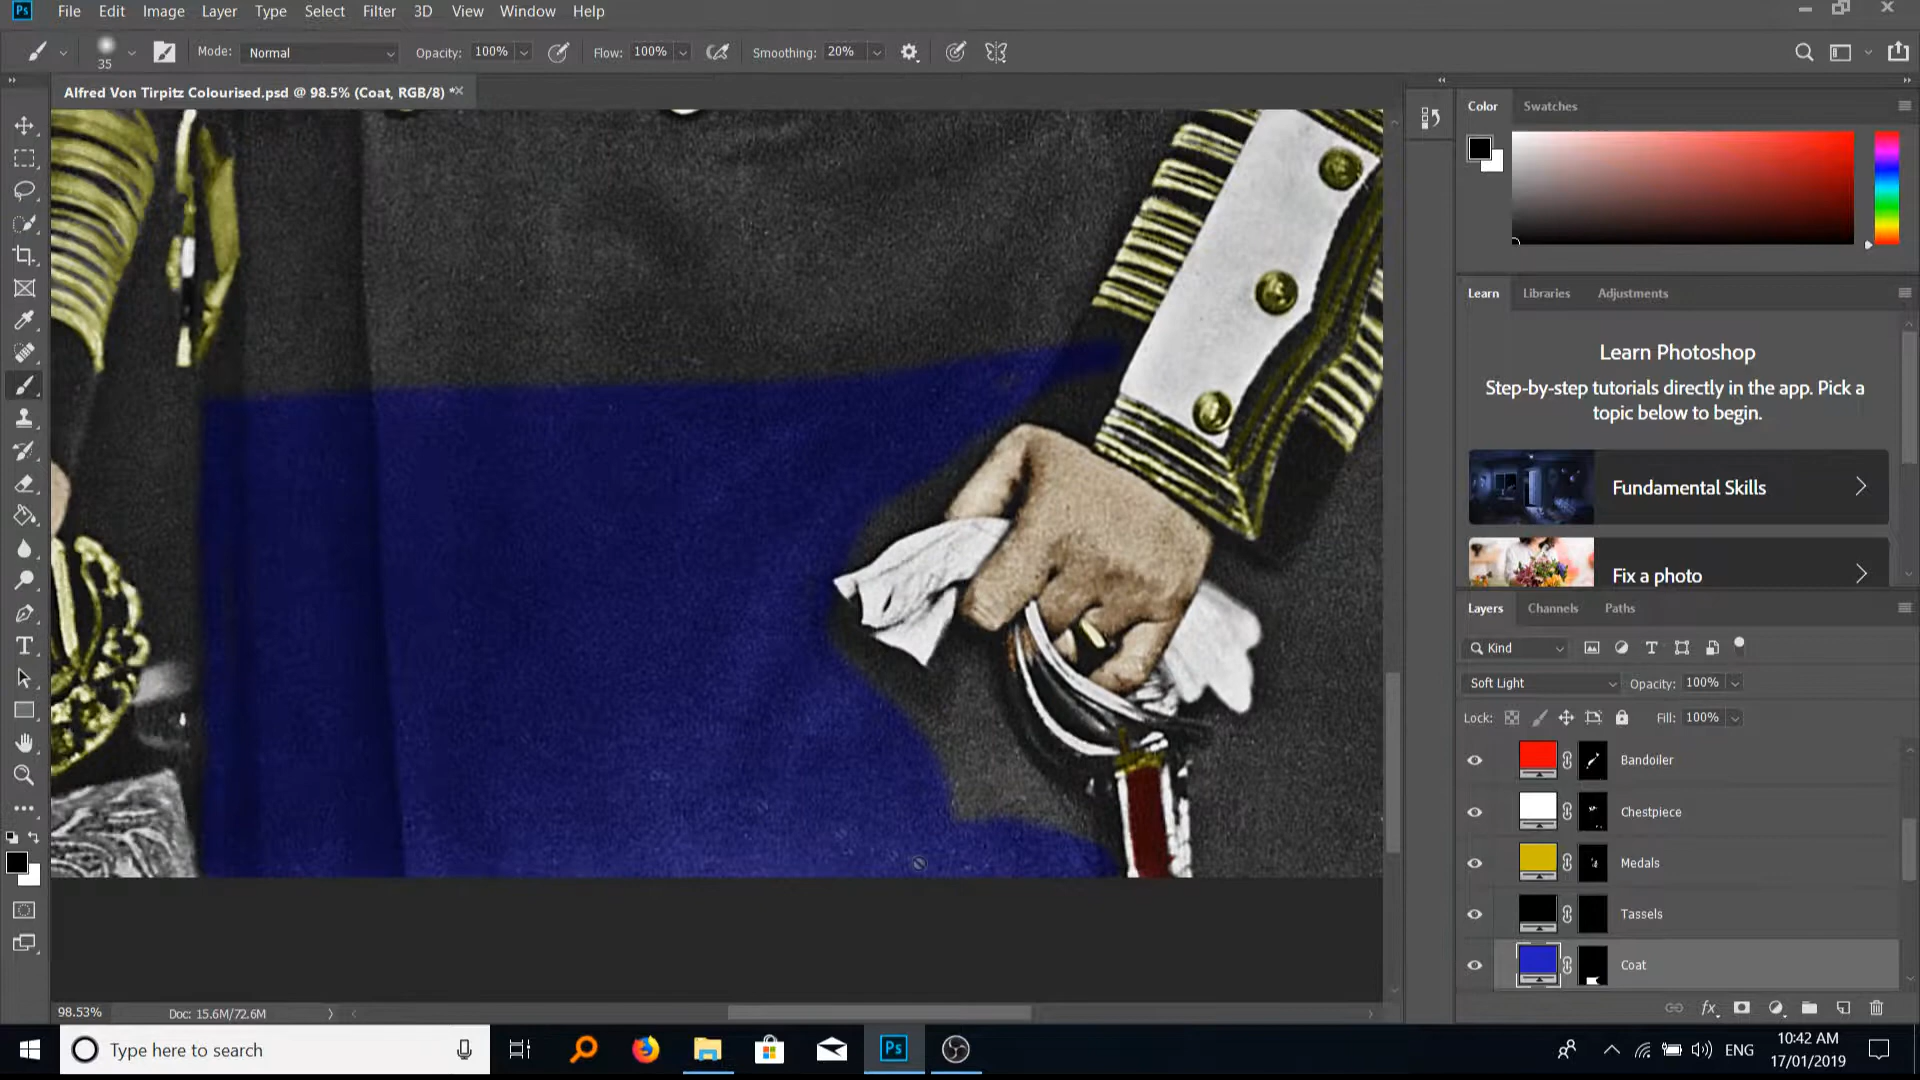 Ps File Edit Image Layer Type Select Filter 3D View Window Help
35 Mode: Normal Opacity: 100% Flow: 100% Smoothing: 20%
Alfred Von Tirpitz Colourised.psd @ 98.5% (Coat, RGB/8) *
Color Swatches
Learn Libraries Adjustments
Learn Photoshop
Step-by-step tutorials directly in the app. Pick a
topic below to begin.
Fundamental Skills
Fix a photo
Layers Channels Paths
Kind
Soft Light Opacity: 100%
Lock: Fill: 100%
Bandoiler
Chestpiece
Medals
Tassels
Coat
98.53% Doc: 15.6M/72.6M
Type here to search
Ps
ENG
10:42 AM
17/01/2019